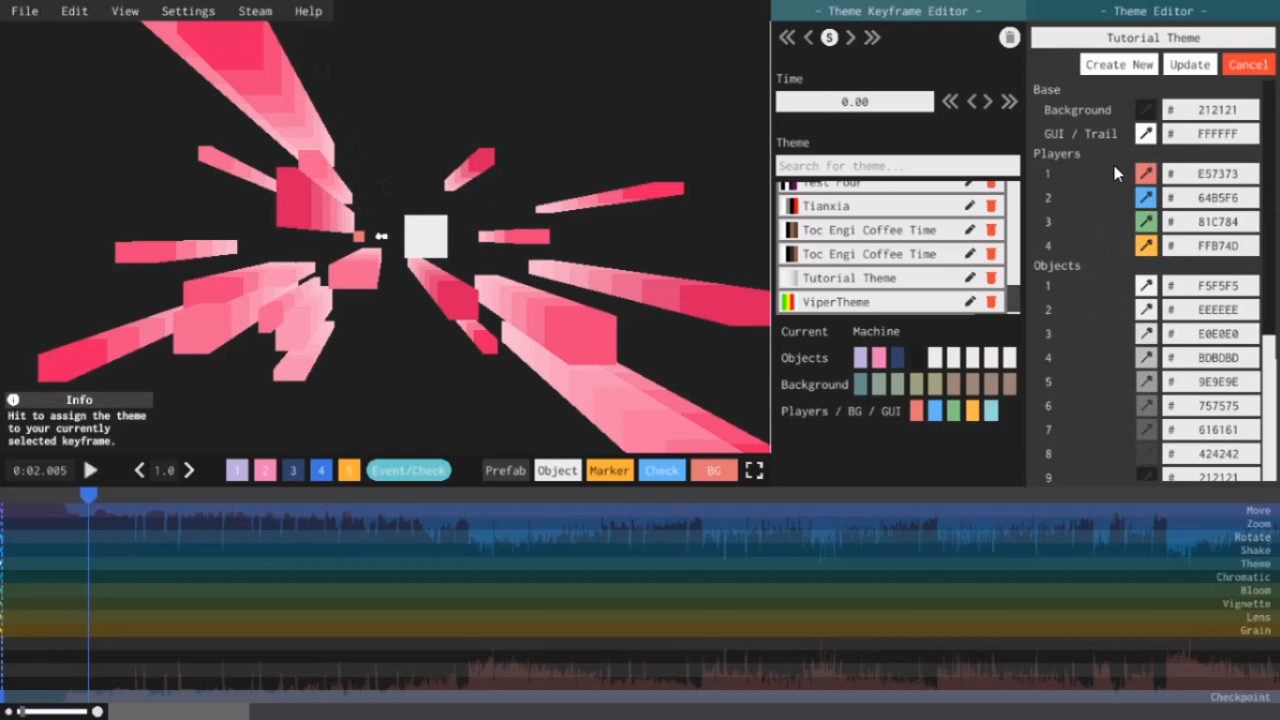 File Edit View Settings Steam Help
- Theme Keyframe Editor -
S
Time
0.00
Theme
Search for theme...
Test Four
Tianxia
Toc Engi Coffee Time
Toc Engi Coffee Time
Tutorial Theme
ViperTheme
Current Machine
Objects
Background
Players / BG / GUI
- Theme Editor -
Tutorial Theme
Create New Update Cancel
Base
Background # 212121
GUI / Trail # FFFFFF
Players
1 # E57373
2 # 64B5F6
3 # 81C784
4 # FFB74D
Objects
1 # F5F5F5
2 # EEEEEE
3 # E0E0E0
4 # BDBDBD
5 # 9E9E9E
6 # 757575
7 # 616161
8 # 424242
9 # 212121
Info
Hit to assign the theme
to your currently
selected keyframe.
0:02.005 1.0 1 2 3 4 5 Event/Check Prefab Object Marker Check BG
Move
Zoom
Rotate
Shake
Theme
Chromatic
Bloom
Vignette
Lens
Grain
Checkpoint